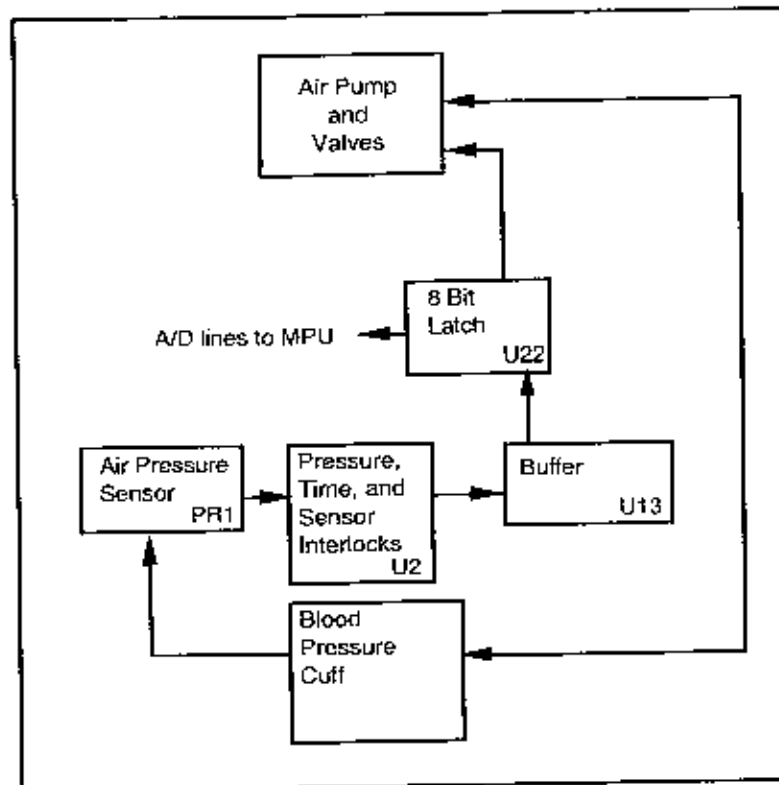 Air Pump
and
Valves
8 Bit
Latch
U22
A/D lines to MPU
Air Pressure
Sensor
PR1
Pressure,
Time, and
Sensor
Interlocks
U2
Buffer
U13
Blood
Pressure
Cuff